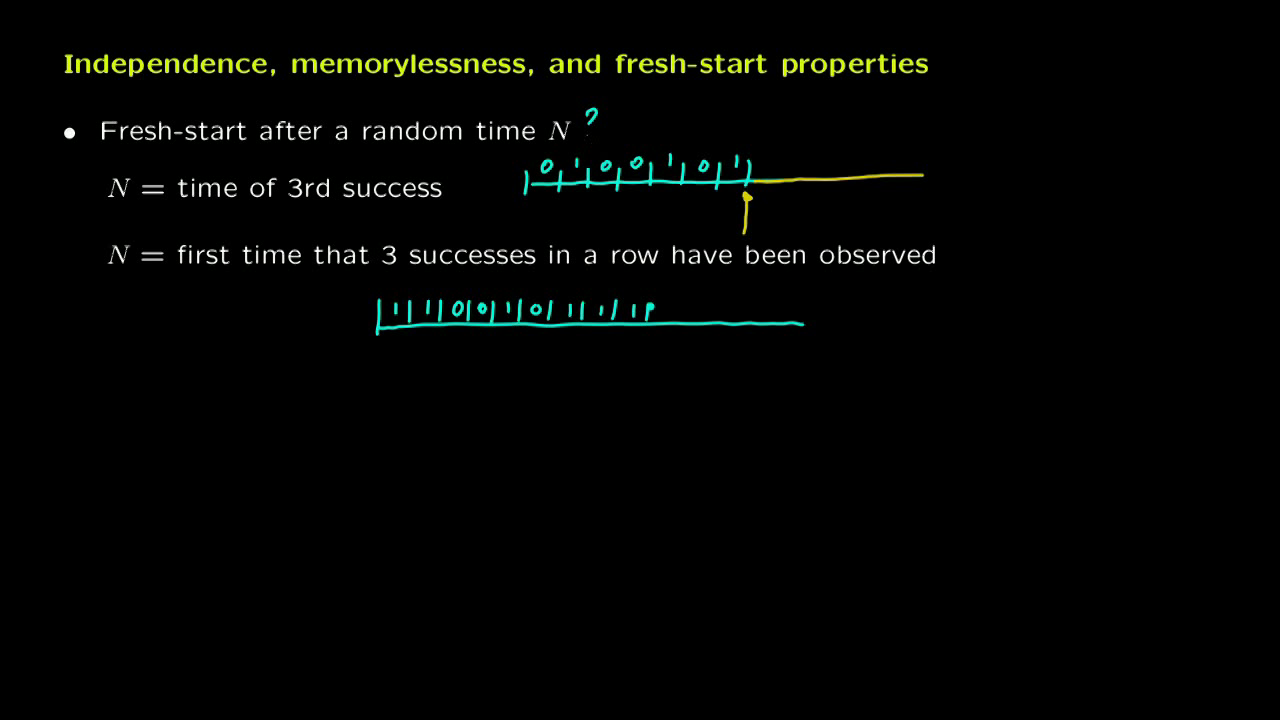 Independence, memorylessness, and fresh-start properties
• Fresh-start after a random time N ?
0 1 0 0 1 0 1
N = time of 3rd success
N = first time that 3 successes in a row have been observed
1 1 0 0 1 0 1 1 1